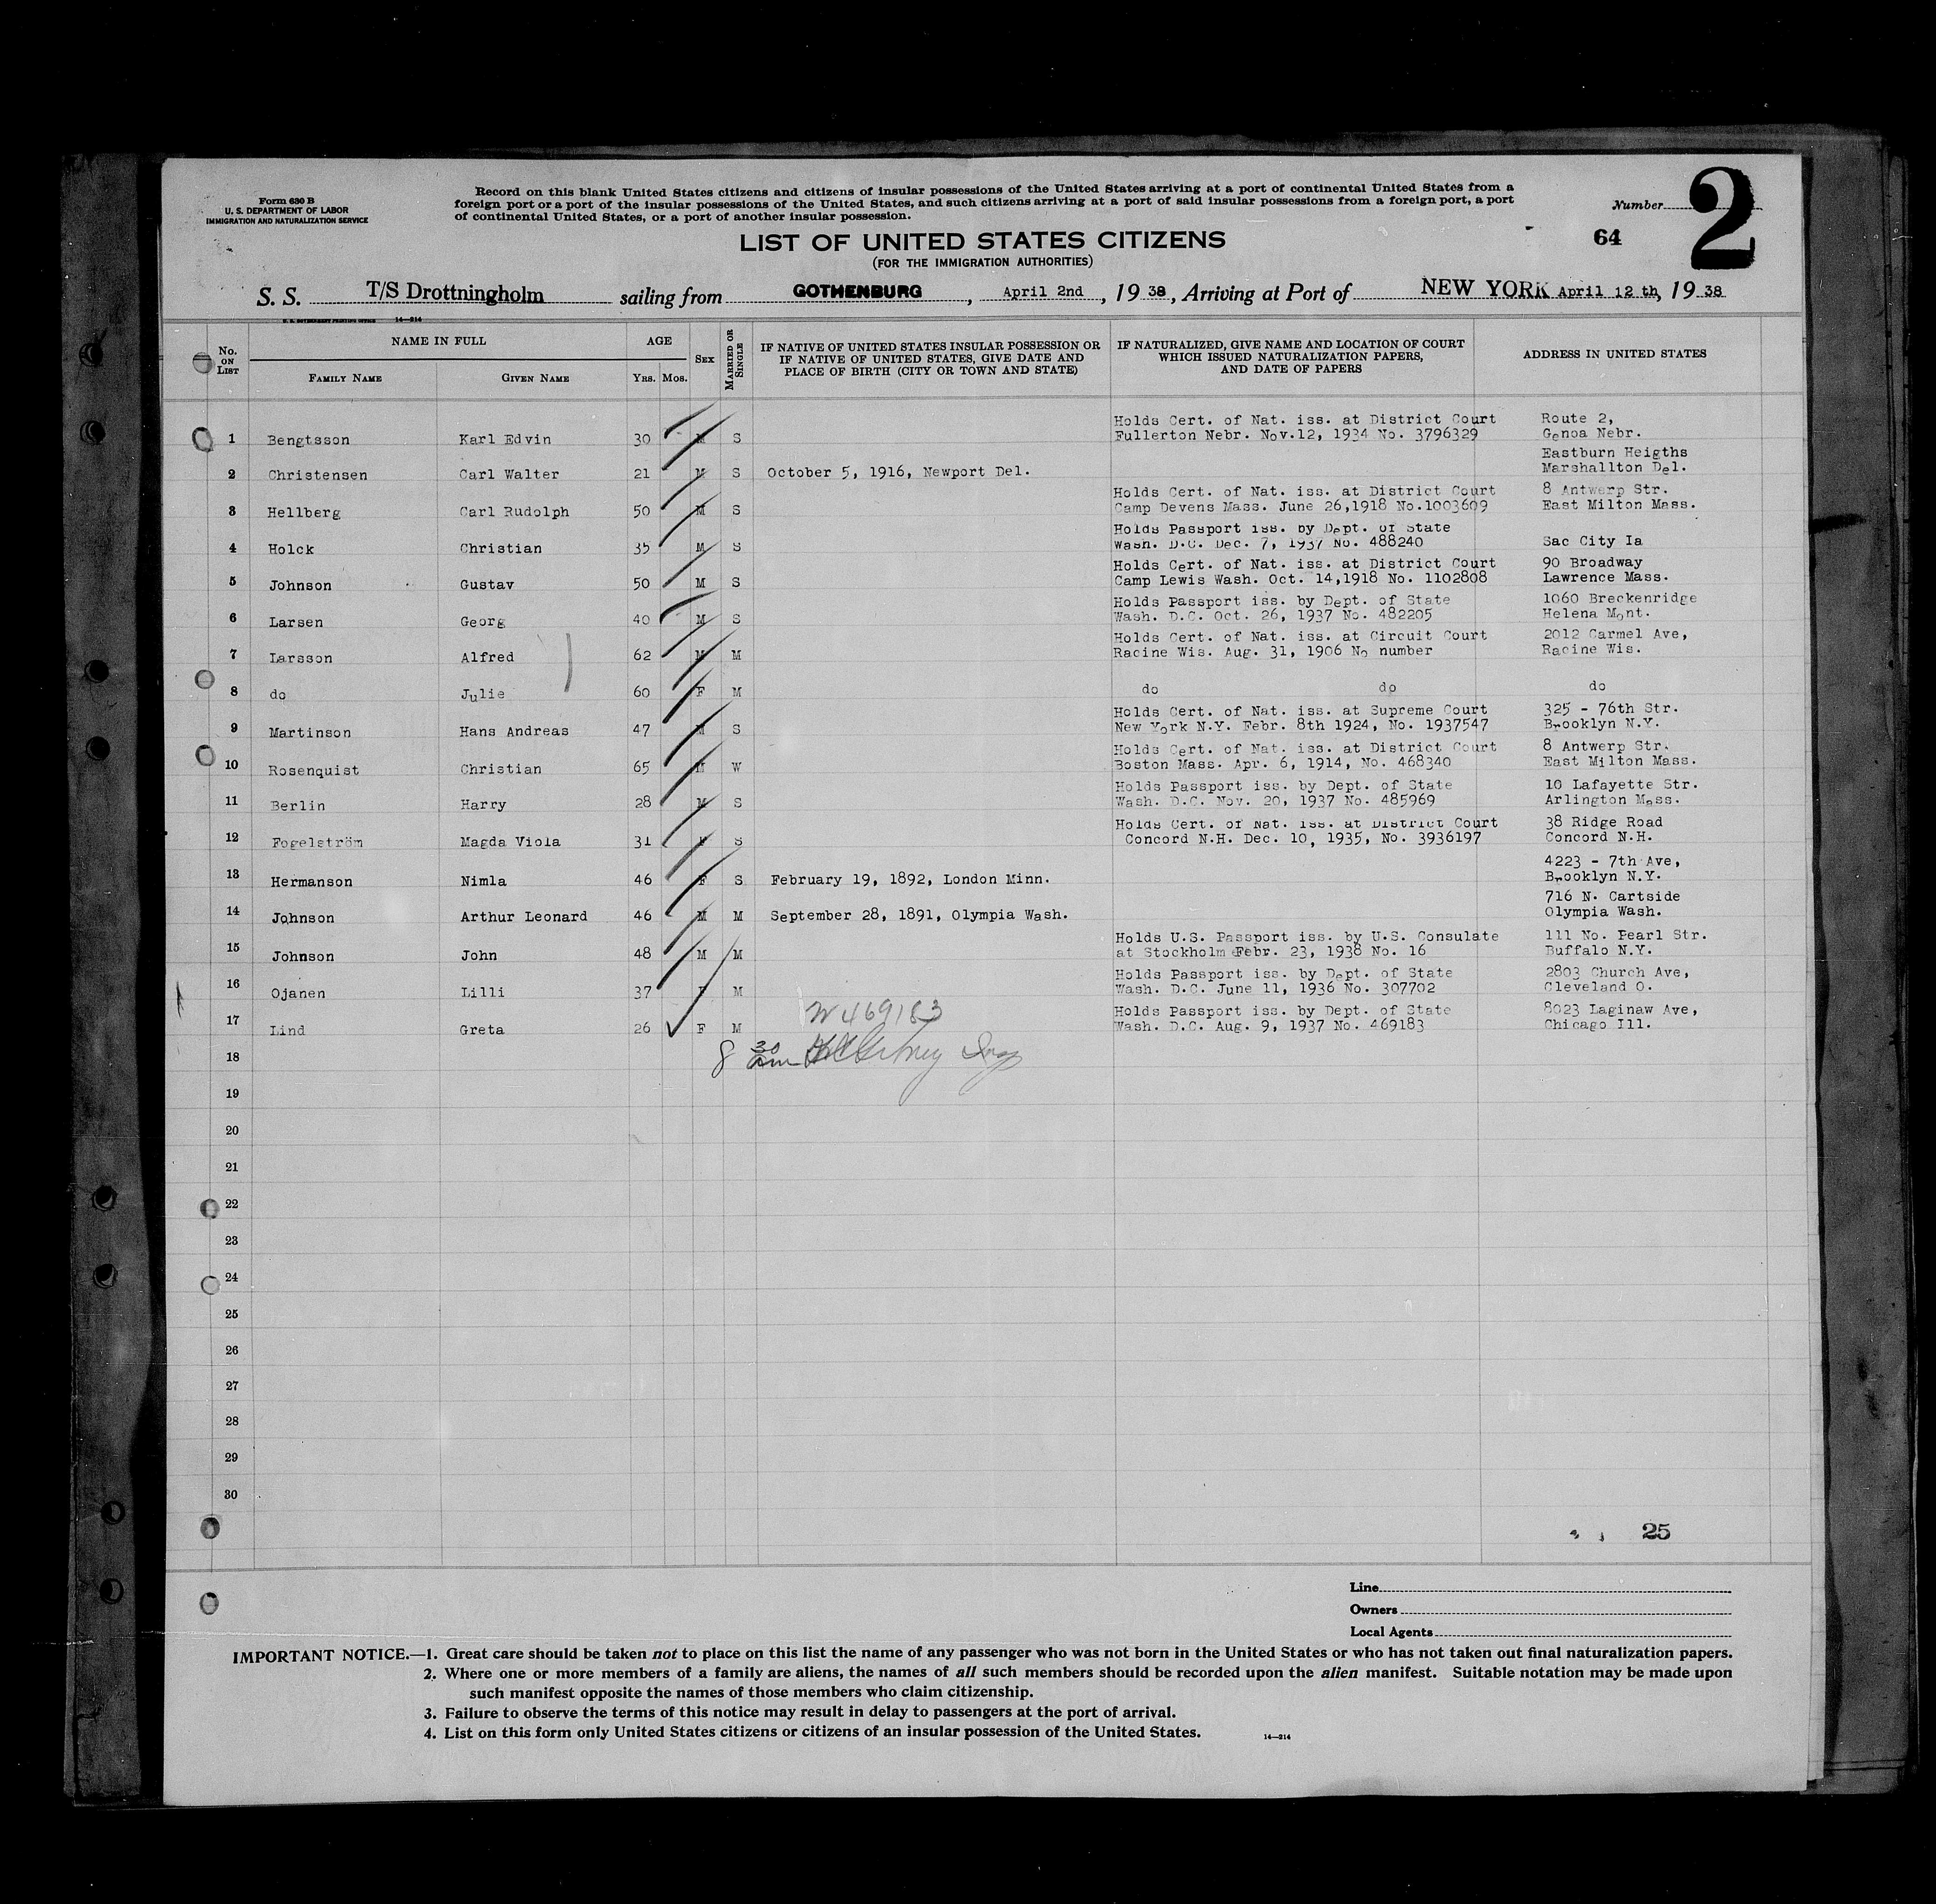 Form 630 B
U. S. DEPARTMENT OF LABOR
IMMIGRATION AND NATURALIZATION SERVICE
Record on this blank United States citizens and citizens of insular possessions of the United States arriving at a port of continental United States from a
foreign port or a port of the insular possessions of the United States, and such citizens arriving at a port of said insular possessions from a foreign port, a port
of continental United States, or a port of another insular possession.
Number 2
64
LIST OF UNITED STATES CITIZENS
(FOR THE IMMIGRATION AUTHORITIES)
S. S. T/S Drottningholm sailing from GOTHENBURG, April 2nd, 19 38, Arriving at Port of NEW YORK April 12 th, 19 38
U. S. GOVERNMENT PRINTING OFFICE 14—214
No. ON LIST NAME IN FULL AGE SEX MARRIED OR SINGLE IF NATIVE OF UNITED STATES INSULAR POSSESSION OR IF NATIVE OF UNITED STATES, GIVE DATE AND PLACE OF BIRTH (CITY OR TOWN AND STATE) IF NATURALIZED, GIVE NAME AND LOCATION OF COURT WHICH ISSUED NATURALIZATION PAPERS, AND DATE OF PAPERS ADDRESS IN UNITED STATES
FAMILY NAME GIVEN NAME YRS. MOS.
Holds Cert. of Nat. iss. at District Court Route 2,
1 Bengtsson Karl Edvin 30 M S Fullerton Nebr. Nov.12, 1934 No. 3796329 Genoa Nebr.
Eastburn Heigths
2 Christensen Carl Walter 21 M S October 5, 1916, Newport Del. Marshallton Del.
Holds Cert. of Nat. iss. at District Court 8 Antwerp Str.
3 Hellberg Carl Rudolph 50 M S Camp Devens Mass. June 26,1918 No.1003609 East Milton Mass.
Holds Passport iss. by Dept. of State
4 Holck Christian 35 M S Wash. D.C. Dec. 7, 1937 No. 488240 Sac City Ia
Holds Cert. of Nat. iss. at District Court 90 Broadway
5 Johnson Gustav 50 M S Camp Lewis Wash. Oct. 14,1918 No. 1102808 Lawrence Mass.
Holds Passport iss. by Dept. of State 1060 Breckenridge
6 Larsen Georg 40 M S Wash. D.C. Oct. 26, 1937 No. 482205 Helena Mont.
Holds Cert. of Nat. iss. at Circuit Court 2012 Carmel Ave,
7 Larsson Alfred 62 M M Racine Wis. Aug. 31, 1906 No number Racine Wis.
8 do Julie 60 F M do do do
Holds Cert. of Nat. iss. at Supreme Court 325 - 76th Str.
9 Martinson Hans Andreas 47 M S New York N.Y. Febr. 8th 1924, No. 1937547 Brooklyn N.Y.
Holds Cert. of Nat. iss. at District Court 8 Antwerp Str.
10 Rosenquist Christian 65 M W Boston Mass. Apr. 6, 1914, No. 468340 East Milton Mass.
Holds Passport iss. by Dept. of State 10 Lafayette Str.
11 Berlin Harry 28 M S Wash. D.C. Nov. 20, 1937 No. 485969 Arlington Mass.
Holds Cert. of Nat. iss. at District Court 38 Ridge Road
12 Fogelström Magda Viola 31 F S Concord N.H. Dec. 10, 1935, No. 3936197 Concord N.H.
4223 - 7th Ave,
13 Hermanson Nimla 46 F S February 19, 1892, London Minn. Brooklyn N.Y.
716 N. Cartside
14 Johnson Arthur Leonard 46 M M September 28, 1891, Olympia Wash. Olympia Wash.
Holds U.S. Passport iss. by U.S. Consulate 111 No. Pearl Str.
15 Johnson John 48 M M at Stockholm Febr. 23, 1938 No. 16 Buffalo N.Y.
Holds Passport iss. by Dept. of State 2803 Church Ave,
16 Ojanen Lilli 37 F M Wash. D.C. June 11, 1936 No. 307702 Cleveland O.
Holds Passport iss. by Dept. of State 8023 Laginaw Ave,
17 Lind Greta 26 F M Wash. D.C. Aug. 9, 1937 No. 469183 Chicago Ill.
469183
18 8 30 am
19
20
21
22
23
24
25
26
27
28
29
30
25
Line
Owners
Local Agents
IMPORTANT NOTICE.—1. Great care should be taken not to place on this list the name of any passenger who was not born in the United States or who has not taken out final naturalization papers.
2. Where one or more members of a family are aliens, the names of all such members should be recorded upon the alien manifest. Suitable notation may be made upon
such manifest opposite the names of those members who claim citizenship.
3. Failure to observe the terms of this notice may result in delay to passengers at the port of arrival.
4. List on this form only United States citizens or citizens of an insular possession of the United States.
14—214